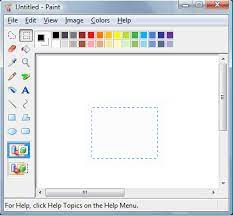 Untitled - Paint
File Edit View Image Colors Help
For Help, click Help Topics on the Help Menu.